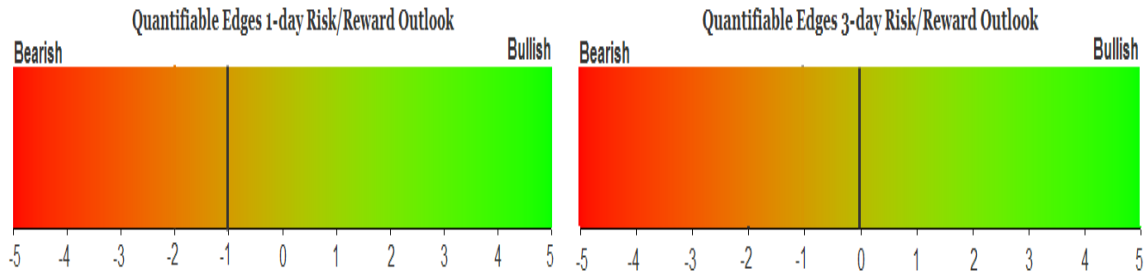 Quantifiable Edges 1-day Risk/Reward Outlook
Bearish Bullish
-5 -4 -3 -2 -1 0 1 2 3 4 5
Quantifiable Edges 3-day Risk/Reward Outlook
Bearish Bullish
-5 -4 -3 -2 -1 0 1 2 3 4 5